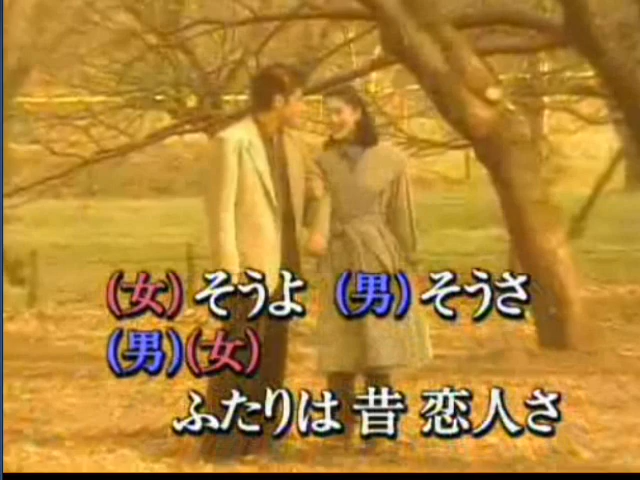 (女)そうよ (男)そうさ
(男)(女)
ふたりは 昔 恋人さ